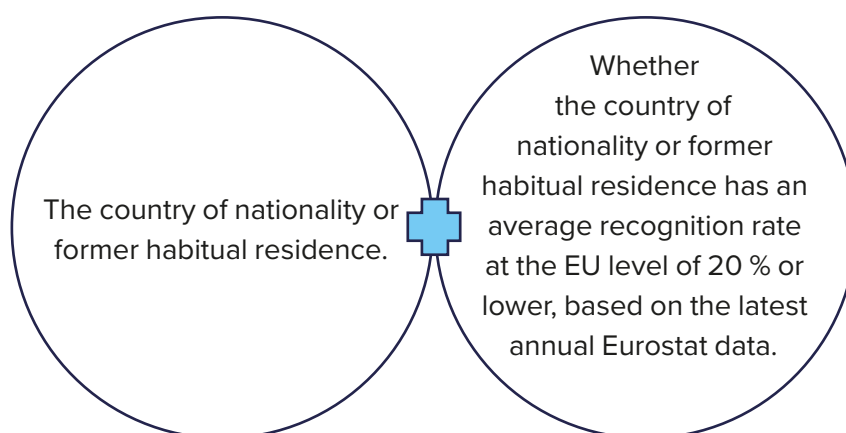 The country of nationality or
former habitual residence.
Whether
the country of
nationality or former
habitual residence has an
average recognition rate
at the EU level of 20 % or
lower, based on the latest
annual Eurostat data.